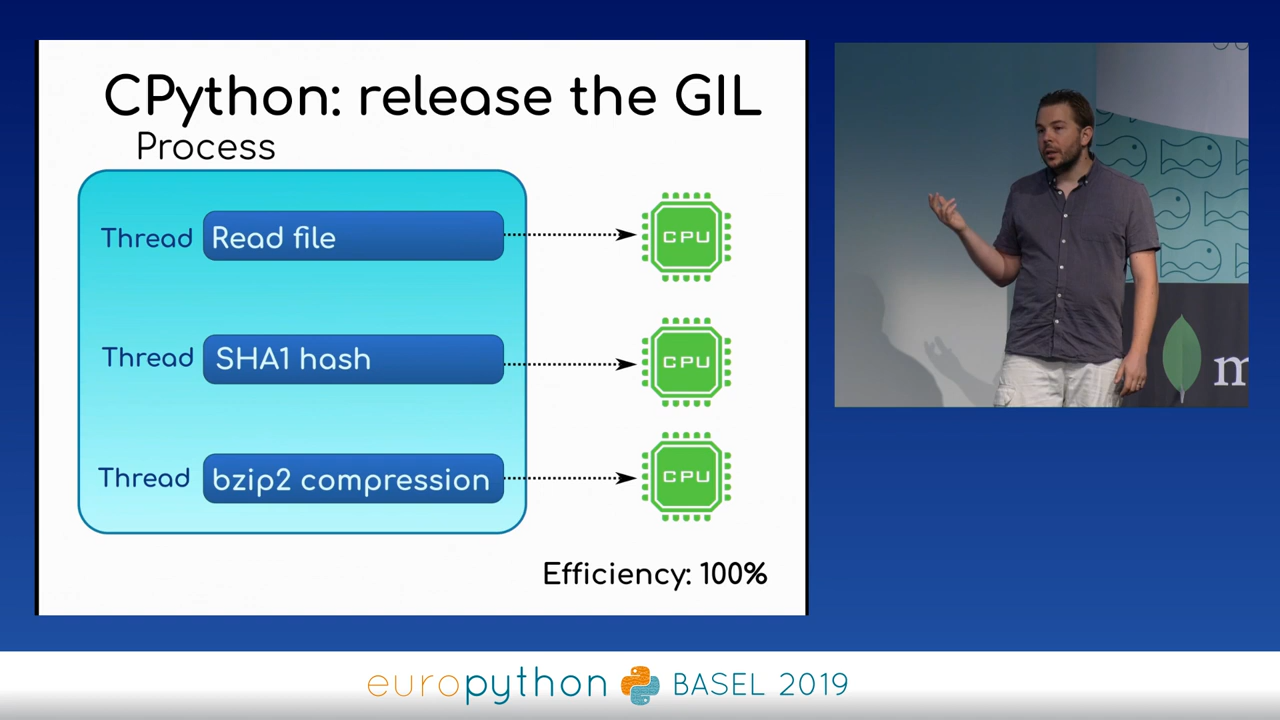 CPython: release the GIL
Process
Thread Read file
CPU
Thread SHA1 hash
CPU
Thread bzip2 compression
CPU
Efficiency: 100%
m
europython BASEL 2019